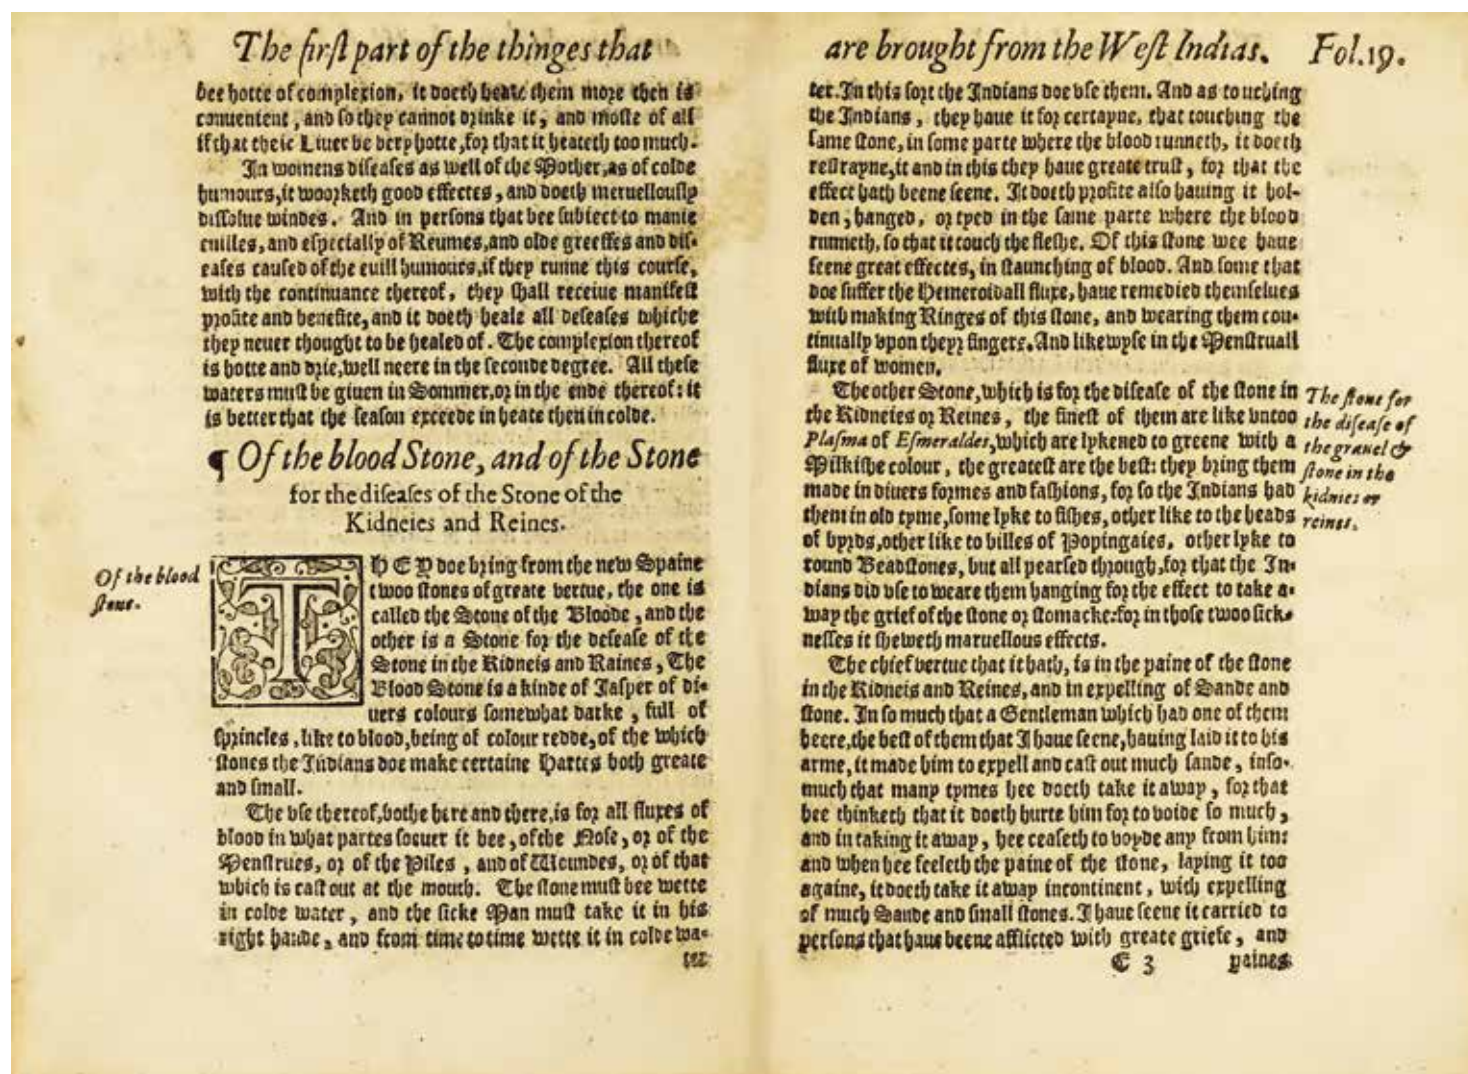 The first part of the thinges that
bee hotte of complexion, it doeth heate them more then is
conuenient, and so they cannot drinke it, and moste of all
if that their Liuer be very hotte, for that it heateth too much.
In womens diseases as well of the Mother, as of colde
humours, it woorketh good effectes, and doeth meruellously
dissolue windes. And in persons that bee subiect to manie
euilles, and especially of Reumes, and olde greeffes and dis-
eases caused of the euill humours, if they runne this course,
with the continuance thereof, they shall receiue manifest
profite and benefite, and it doeth heale all deseases whiche
they neuer thought to be healed of. The complexion thereof
is hotte and drie, well neere in the seconde degree. All these
waters must be giuen in Sommer, or in the ende thereof: it
is better that the season exceede in heate then in colde.
¶ Of the blood Stone, and of the Stone
for the diseases of the Stone of the
Kidneies and Reines.
Of the blood
stone.
THEY doe bring from the new Spaine
twoo stones of greate vertue, the one is
called the Stone of the Bloode, and the
other is a Stone for the desease of the
Stone in the Kidneis and Raines, The
Blood Stone is a kinde of Jasper of di-
uers colours somewhat darke, full of
sprincles, like to blood, being of colour redde, of the which
stones the Indians doe make certaine Hartes both greate
and small.
The vse thereof, bothe here and there, is for all fluxes of
blood in what partes soeuer it bee, of the Nose, or of the
Menstrues, or of the Piles, and of Woundes, or of that
which is cast out at the mouth. The stone must bee wette
in colde water, and the sicke Man must take it in his
right hande, and from time to time wette it in colde wa-
ter
are brought from the West Indias. Fol.19.
ter. In this sort the Indians doe vse them. And as touching
the Indians, they haue it for certayne, that touching the
same stone, in some parte where the blood runneth, it doeth
restrayne, it and in this they haue greate trust, for that the
effect hath beene seene. It doeth profite also hauing it hol-
den, hanged, or tyed in the same parte where the blood
runneth, so that it touch the fleshe. Of this stone wee haue
seene great effectes, in staunching of blood. And some that
doe suffer the Hemeroidall fluxe, haue remedied themselues
with making Ringes of this stone, and wearing them con-
tinually vpon theyr fingers. And likewyse in the Menstruall
fluxe of women.
The other Stone, which is for the disease of the stone in
the Kidneies or Reines, the finest of them are like vntoo
Plasma of Esmeraldes, which are lykened to greene with a
Milkishe colour, the greatest are the best: they bring them
made in diuers formes and fashions, for so the Indians had
them in old tyme, some lyke to fishes, other like to the heads
of byrds, other like to billes of Popingaies, other lyke to
round Beadstones, but all pearsed through, for that the In-
dians did vse to weare them hanging for the effect to take a-
way the grief of the stone or stomacke: for in those twoo sick-
nesses it sheweth maruellous effects.
The stone for
the disease of
the grauel &
stone in the
kidnies or
reines.
The chief vertue that it hath, is in the paine of the stone
in the Kidneis and Reines, and in expelling of Sande and
stone. In so much that a Gentleman which had one of them
heere, the best of them that I haue seene, hauing laid it to his
arme, it made him to expell and cast out much sande, inso-
much that many tymes hee doeth take it away, for that
hee thinketh that it doeth hurte him for to voide so much,
and in taking it away, hee ceaseth to voyde any from him:
and when hee feeleth the paine of the stone, laying it too
againe, it doeth take it away incontinent, with expelling
of much Sande and small stones. I haue seene it carried to
persons that haue beene afflicted with greate griefe, and
C 3 paines